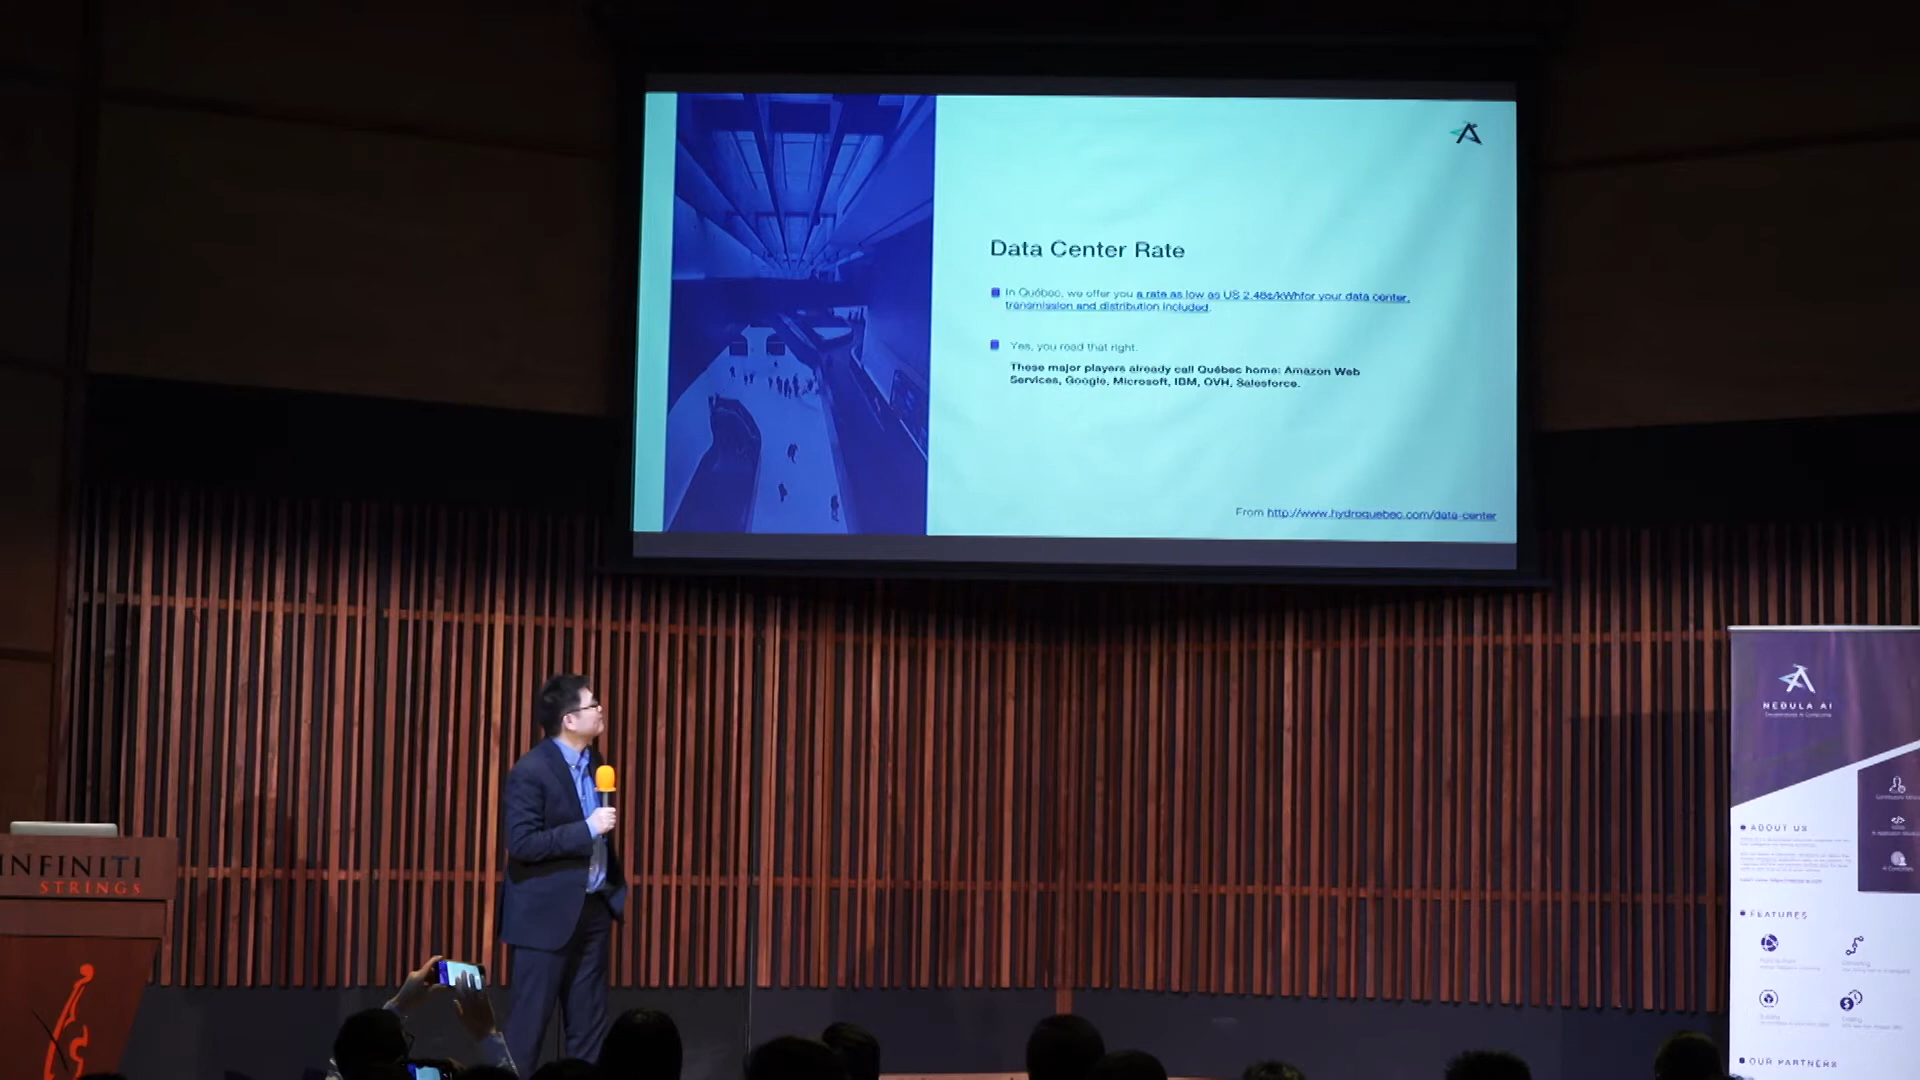 Data Center Rate
In Québec, we offer you a rate as low as US 2.48¢/kWhfor your data center,
transmission and distribution included.
Yes, you read that right.
These major players already call Québec home: Amazon Web
Services, Google, Microsoft, IBM, OVH, Salesforce.
From http://www.hydroquebec.com/data-center
NEBULA AI
ABOUT US
FEATURES
OUR PARTNERS
INFINITI
STRINGS